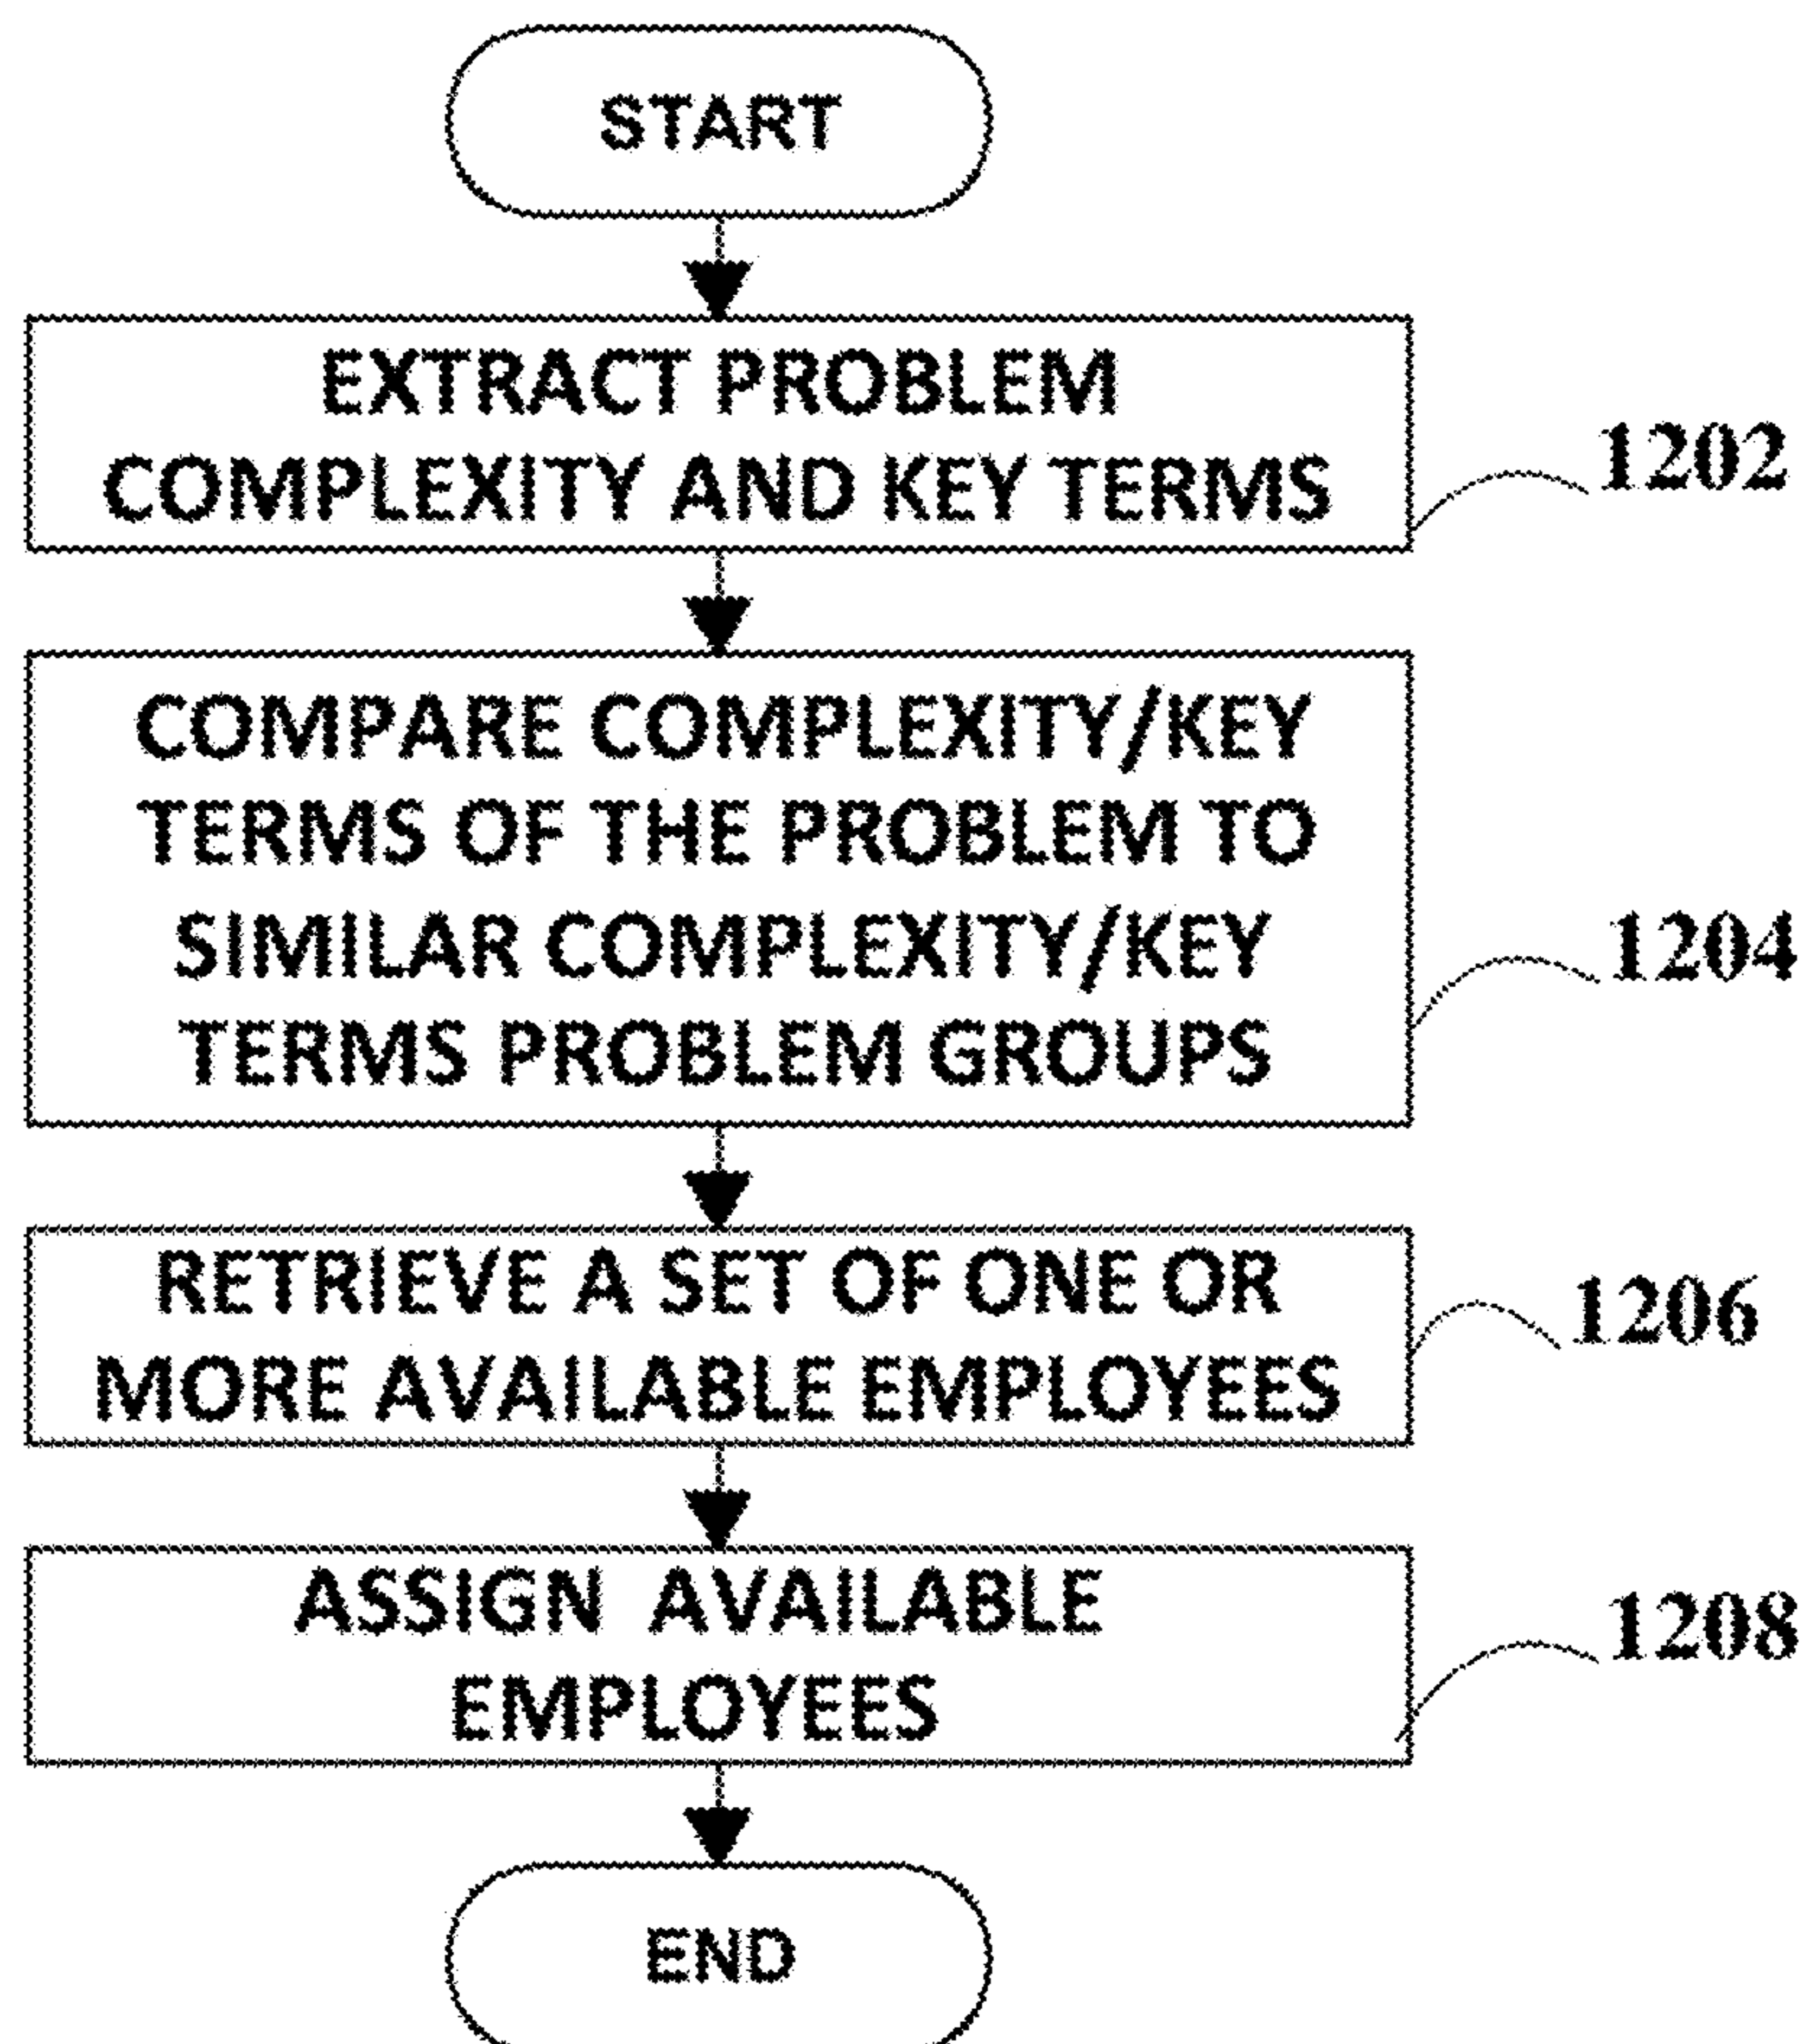 START
EXTRACT PROBLEM
COMPLEXITY AND KEY TERMS
1202
COMPARE COMPLEXITY/KEY
TERMS OF THE PROBLEM TO
SIMILAR COMPLEXITY/KEY
TERMS PROBLEM GROUPS
1204
RETRIEVE A SET OF ONE OR
MORE AVAILABLE EMPLOYEES
1206
ASSIGN AVAILABLE
EMPLOYEES
1208
END